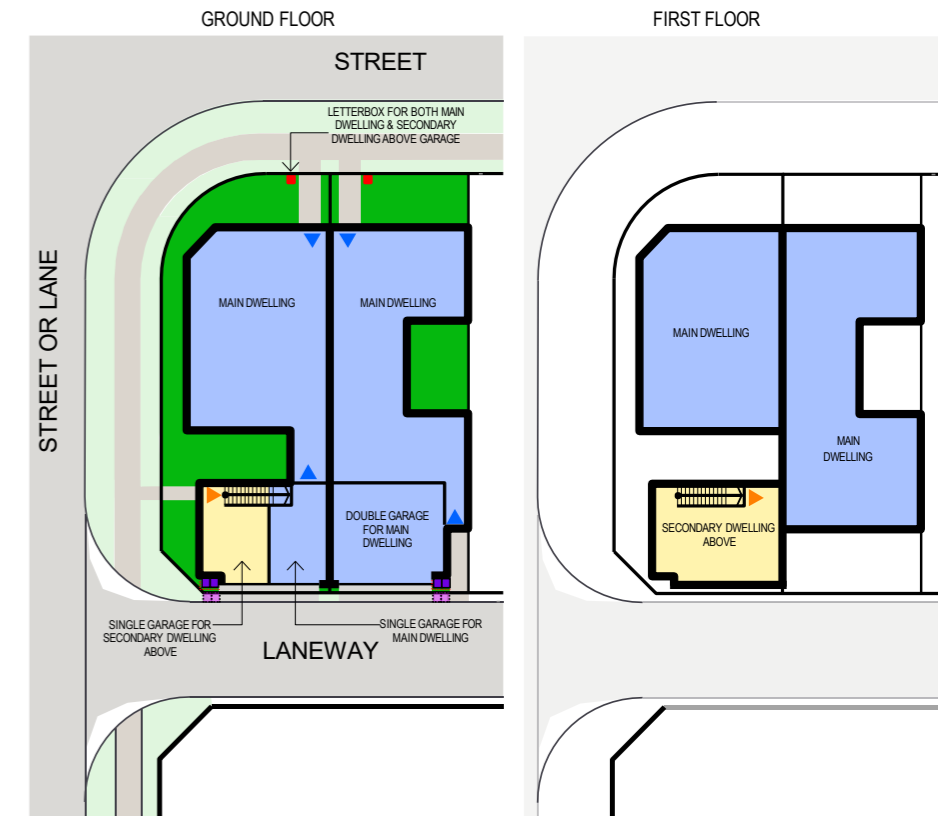 GROUND FLOOR
FIRST FLOOR
STREET
LETTERBOX FOR BOTH MAIN
DWELLING & SECONDARY
DWELLING ABOVE GARAGE
STREET OR LANE
MAIN DWELLING
MAIN DWELLING
DOUBLE GARAGE
FOR MAIN
DWELLING
SINGLE GARAGE FOR
SECONDARY DWELLING
ABOVE
SINGLE GARAGE FOR
MAIN DWELLING
LANEWAY
MAIN DWELLING
MAIN
DWELLING
SECONDARY DWELLING
ABOVE